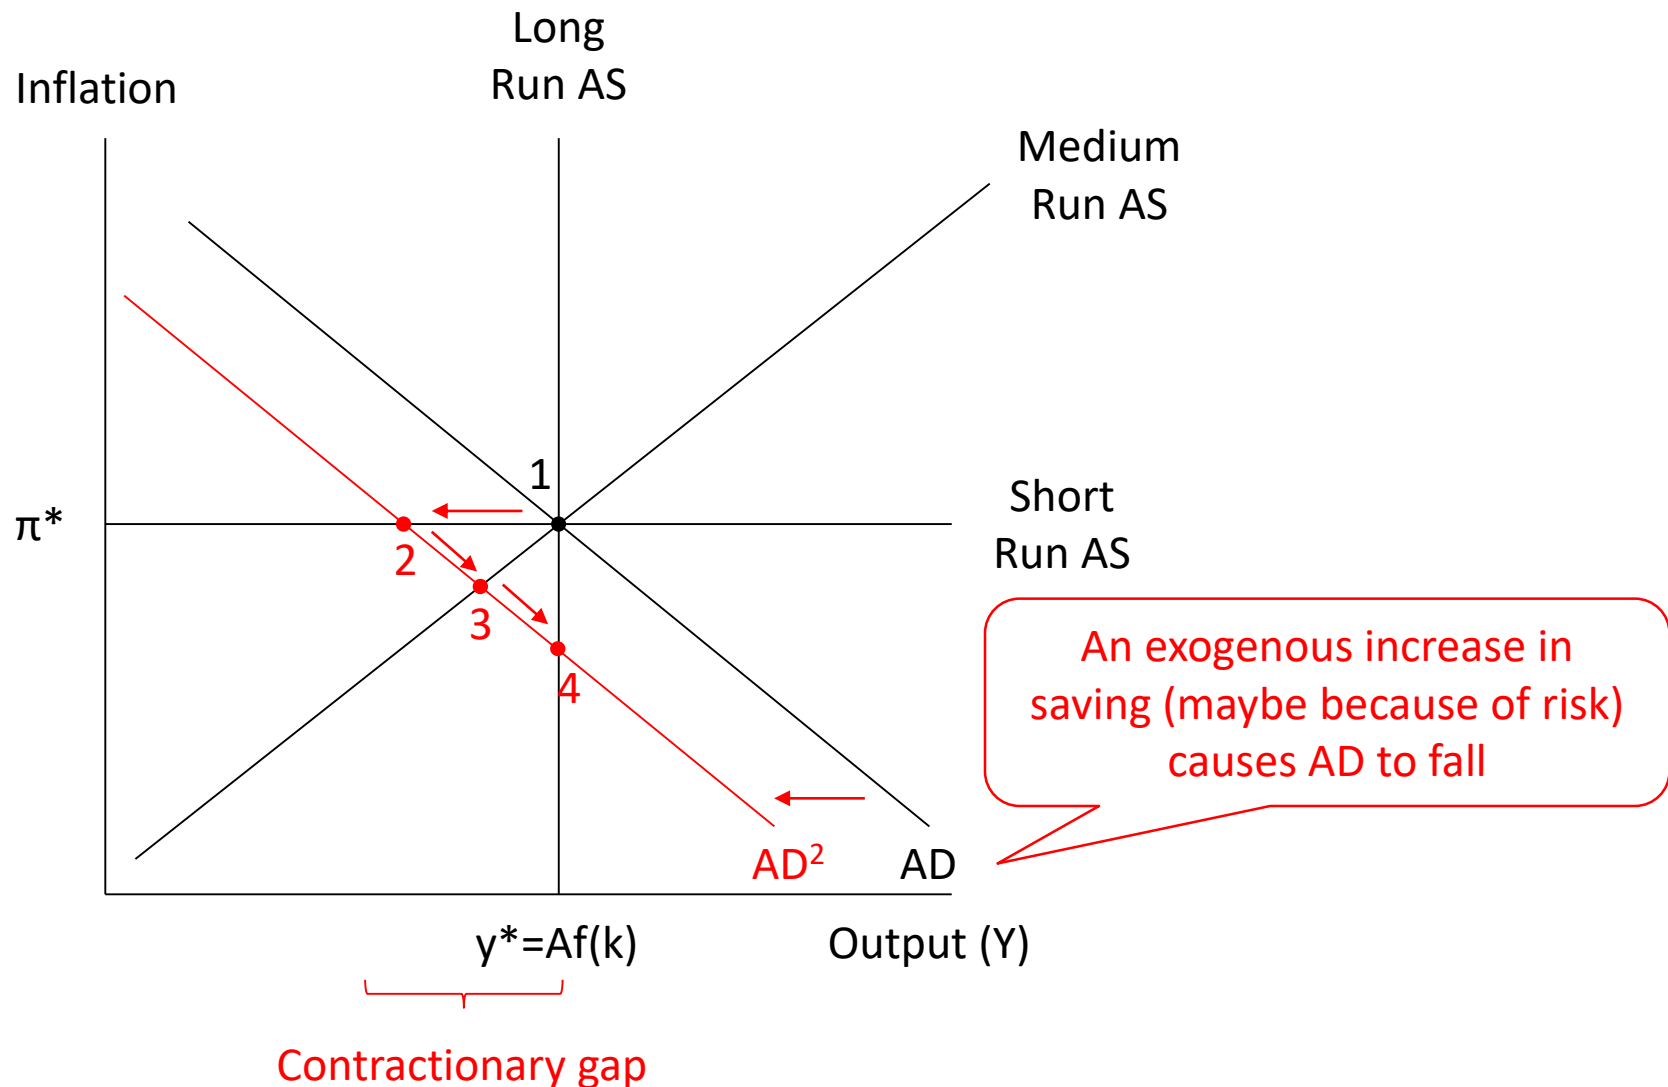 Long
Run AS
Inflation
Medium
Run AS
1
Short
Run AS
π*
2
3
4
An exogenous increase in
saving (maybe because of risk)
causes AD to fall
AD²
AD
y*=Af(k)
Output (Y)
Contractionary gap